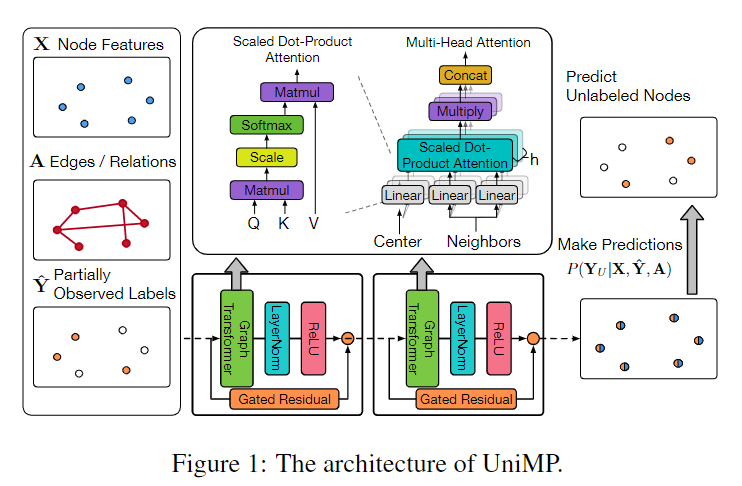 X Node Features
A Edges / Relations
Ŷ Partially
Observed Labels
Scaled Dot-Product
Attention
Matmul
Softmax
Scale
Matmul
Q K V
Multi-Head Attention
Concat
Multiply
Scaled Dot-
Product Attention
h
Linear Linear Linear
Center Neighbors
Graph
Transformer
LayerNorm
ReLU
Gated Residual
Graph
Transformer
LayerNorm
ReLU
Gated Residual
Predict
Unlabeled Nodes
Make Predictions
P(Y_U|X, Ŷ, A)
Figure 1: The architecture of UniMP.